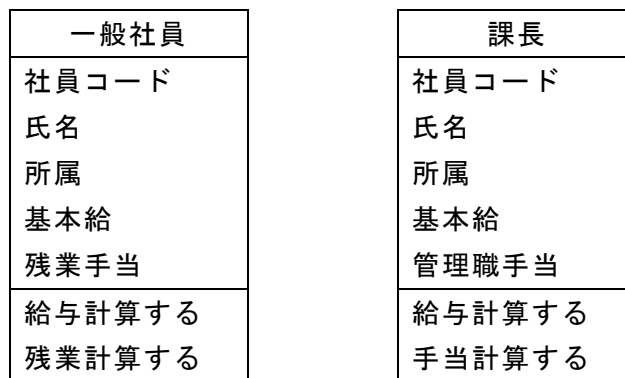 一般社員
社員コード
氏名
所属
基本給
残業手当
給与計算する
残業計算する
課長
社員コード
氏名
所属
基本給
管理職手当
給与計算する
手当計算する